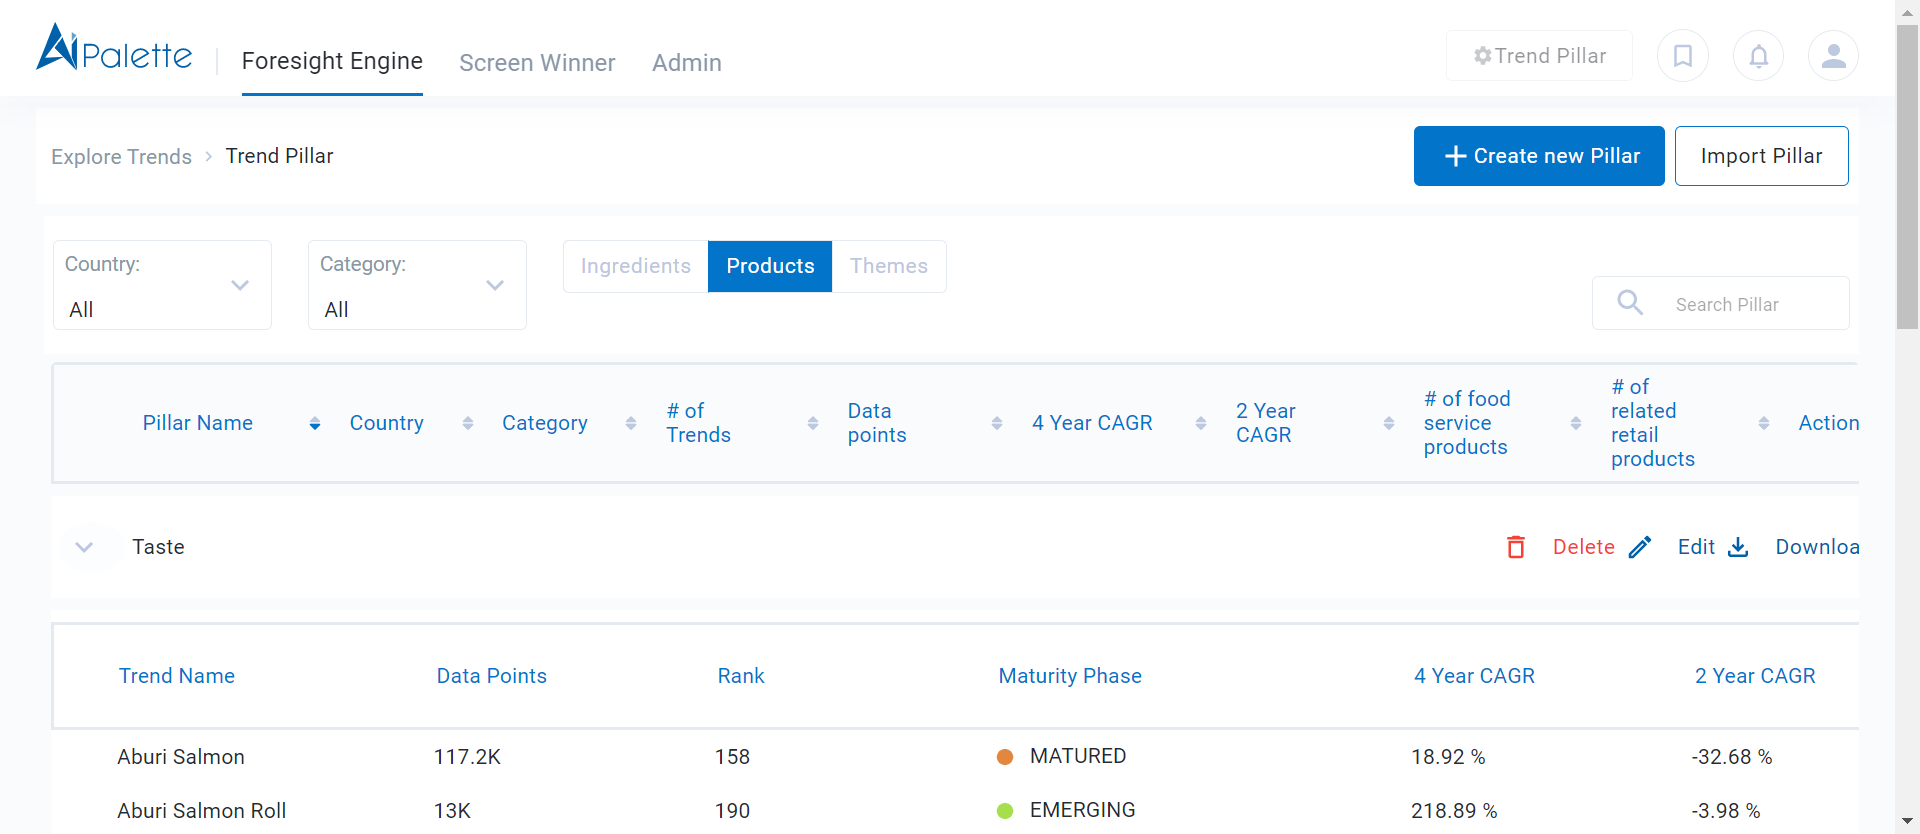 AiPalette
Foresight Engine
Screen Winner
Admin
Trend Pillar
Explore Trends > Trend Pillar
+ Create new Pillar
Import Pillar
Country:
All
Category:
All
Ingredients
Products
Themes
Search Pillar
Pillar Name
Country
Category
# of
Trends
Data
points
4 Year CAGR
2 Year
CAGR
# of food
service
products
# of
related
retail
products
Action
Taste
Delete
Edit
Downloa
Trend Name
Data Points
Rank
Maturity Phase
4 Year CAGR
2 Year CAGR
Aburi Salmon
117.2K
158
MATURED
18.92 %
-32.68 %
Aburi Salmon Roll
13K
190
EMERGING
218.89 %
-3.98 %